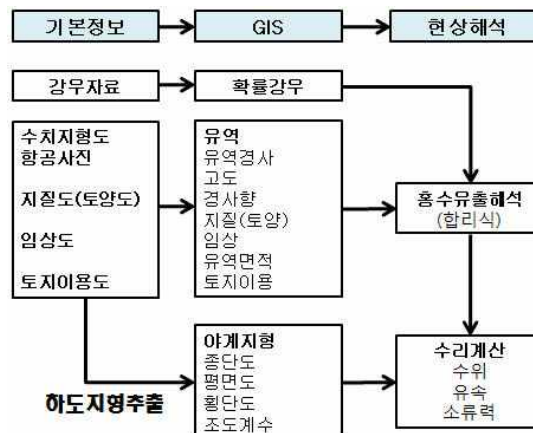 기본정보
GIS
현상해석
강우자료
확률강우
수치지형도
항공사진
지질도(토양도)
임상도
토지이용도
유역
유역경사
고도
경사향
지질(토양)
임상
유역면적
토지이용
홍수유출해석
(합리식)
하도지형추출
야계지형
종단도
평면도
횡단도
조도계수
수리계산
수위
유속
소류력